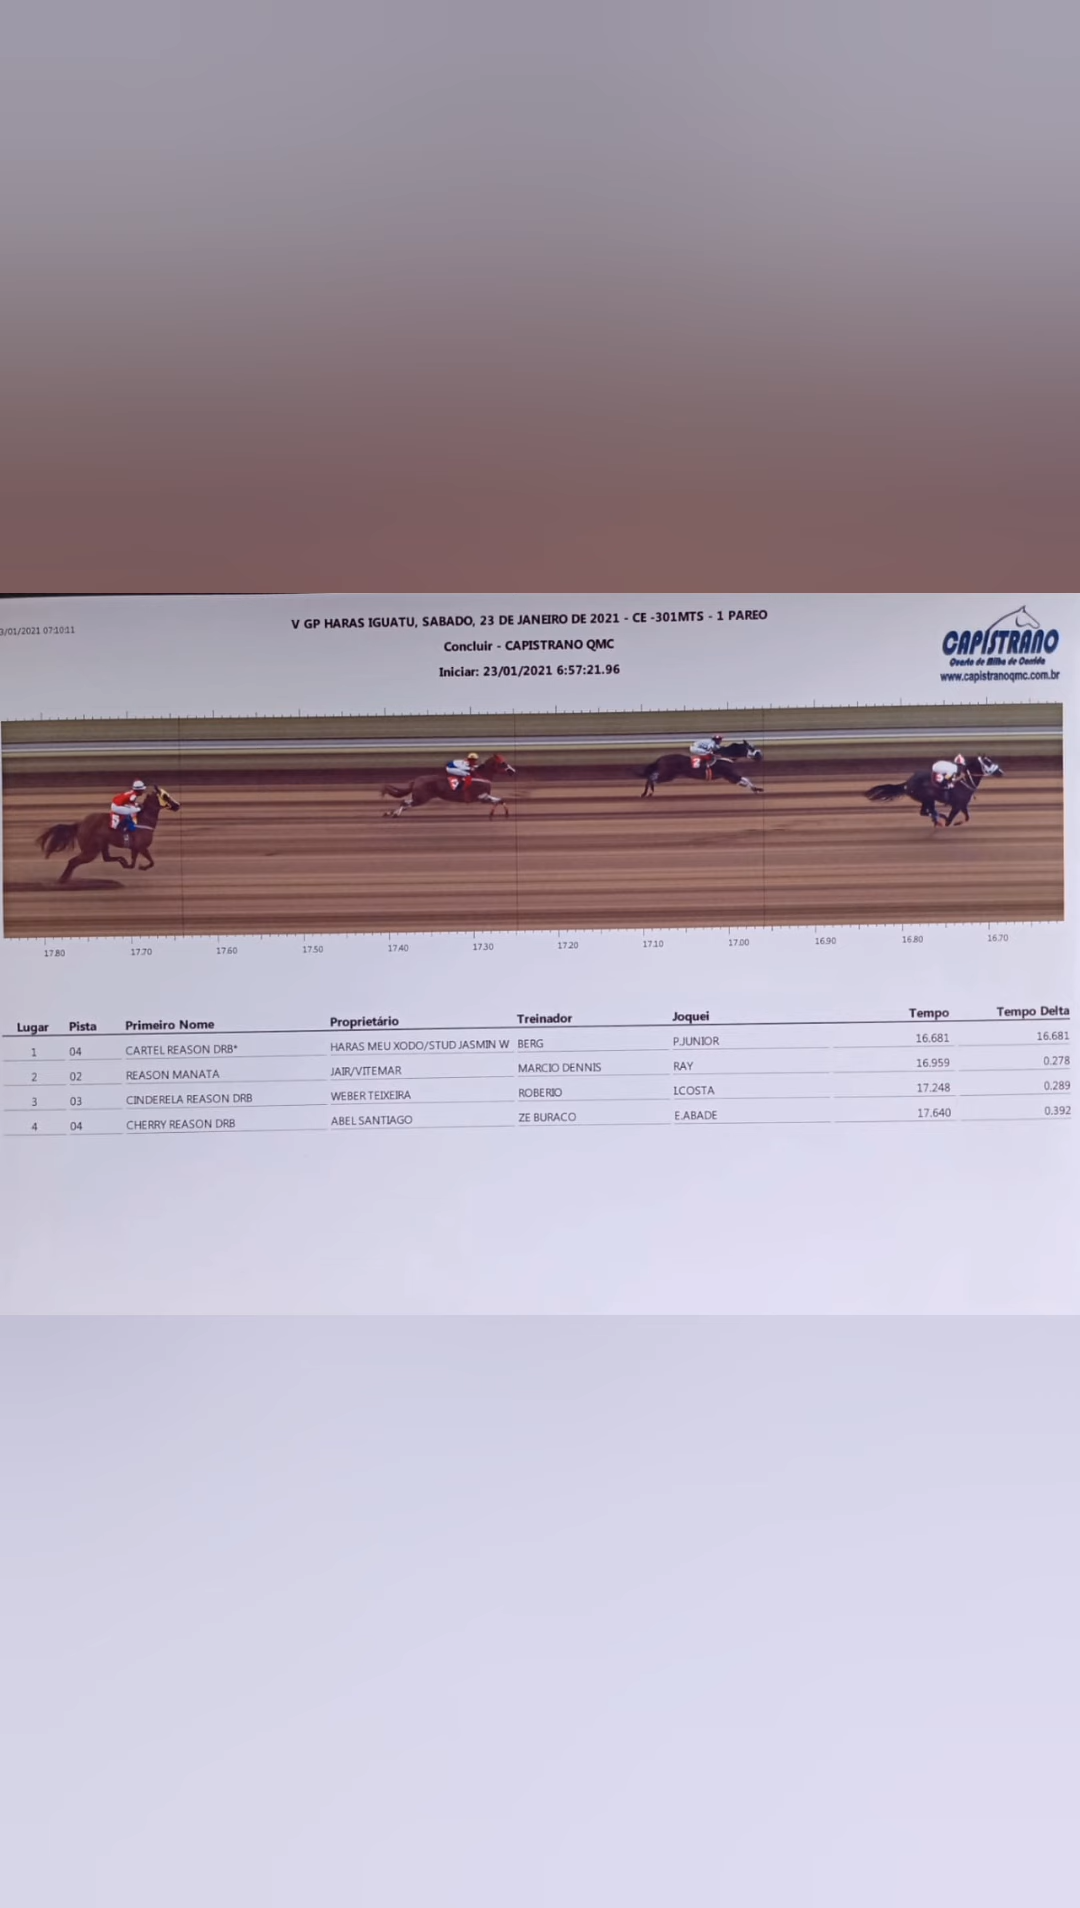 /01/2021 07:10:11
V GP HARAS IGUATU, SABADO, 23 DE JANEIRO DE 2021 - CE -301MTS - 1 PAREO
Concluir - CAPISTRANO QMC
Iniciar: 23/01/2021 6:57:21.96
CAPISTRANO
Quarto de Milha de Corrida
www.capistranoqmc.com.br
17.80 17.70 17.60 17.50 17.40 17.30 17.20 17.10 17.00 16.90 16.80 16.70
Lugar Pista Primeiro Nome Proprietário Treinador Joquei Tempo Tempo Delta
1 04 CARTEL REASON DRB* HARAS MEU XODO/STUD JASMIN W BERG P.JUNIOR 16.681 16.681
2 02 REASON MANATA JAIR/VITEMAR MARCIO DENNIS RAY 16.959 0.278
3 03 CINDERELA REASON DRB WEBER TEIXEIRA ROBERIO I.COSTA 17.248 0.289
4 04 CHERRY REASON DRB ABEL SANTIAGO ZE BURACO E.ABADE 17.640 0.392